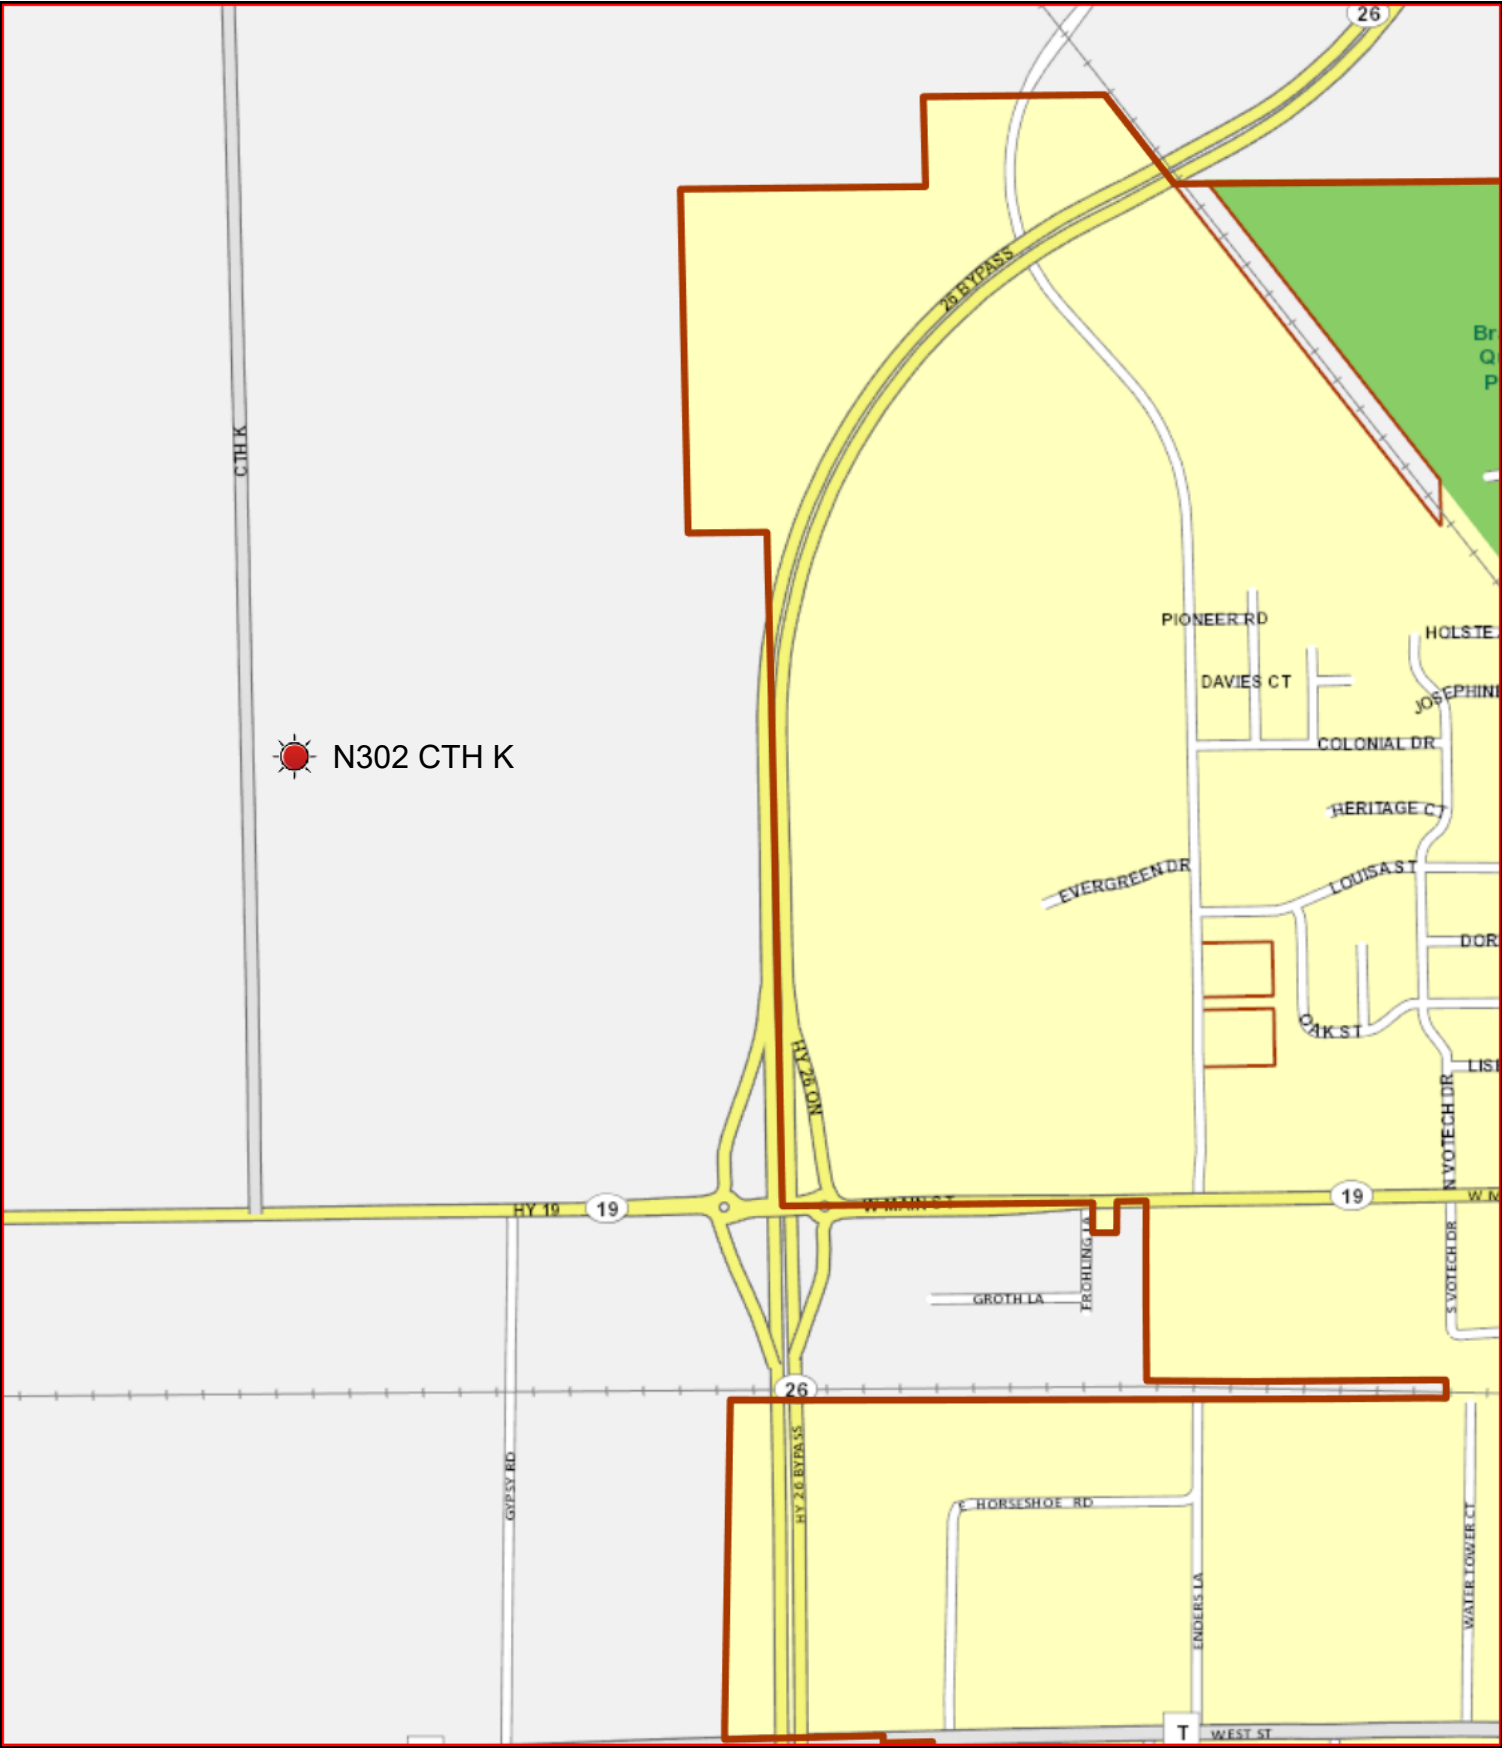 26
26 BYPASS
Br
Q
P
CTH K
PIONEER RD
HOLSTE
DAVIES CT
JOSEPHIN
COLONIAL DR
N302 CTH K
HERITAGE CT
EVERGREEN DR
LOUISA ST
DOR
OAK ST
HY 26 ON
LIS
N VOTECH DR
HY 19
19
W MAIN ST
19
W M
FROHLING LA
S VOTECH DR
GROTH LA
26
GYPSY RD
HY 26 BYPASS
E HORSESHOE RD
ENDERS LA
WATER TOWER CT
T
WEST ST